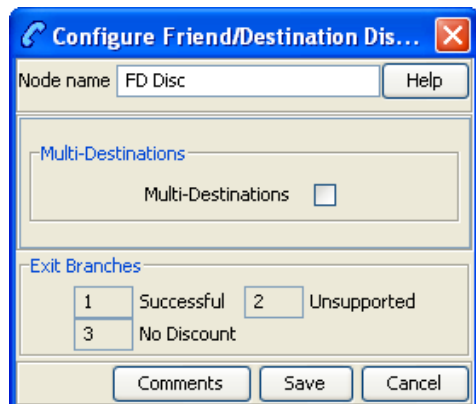 Configure Friend/Destination Dis...
Node name FD Disc Help
Multi-Destinations
Multi-Destinations
Exit Branches
1 Successful 2 Unsupported
3 No Discount
Comments Save Cancel